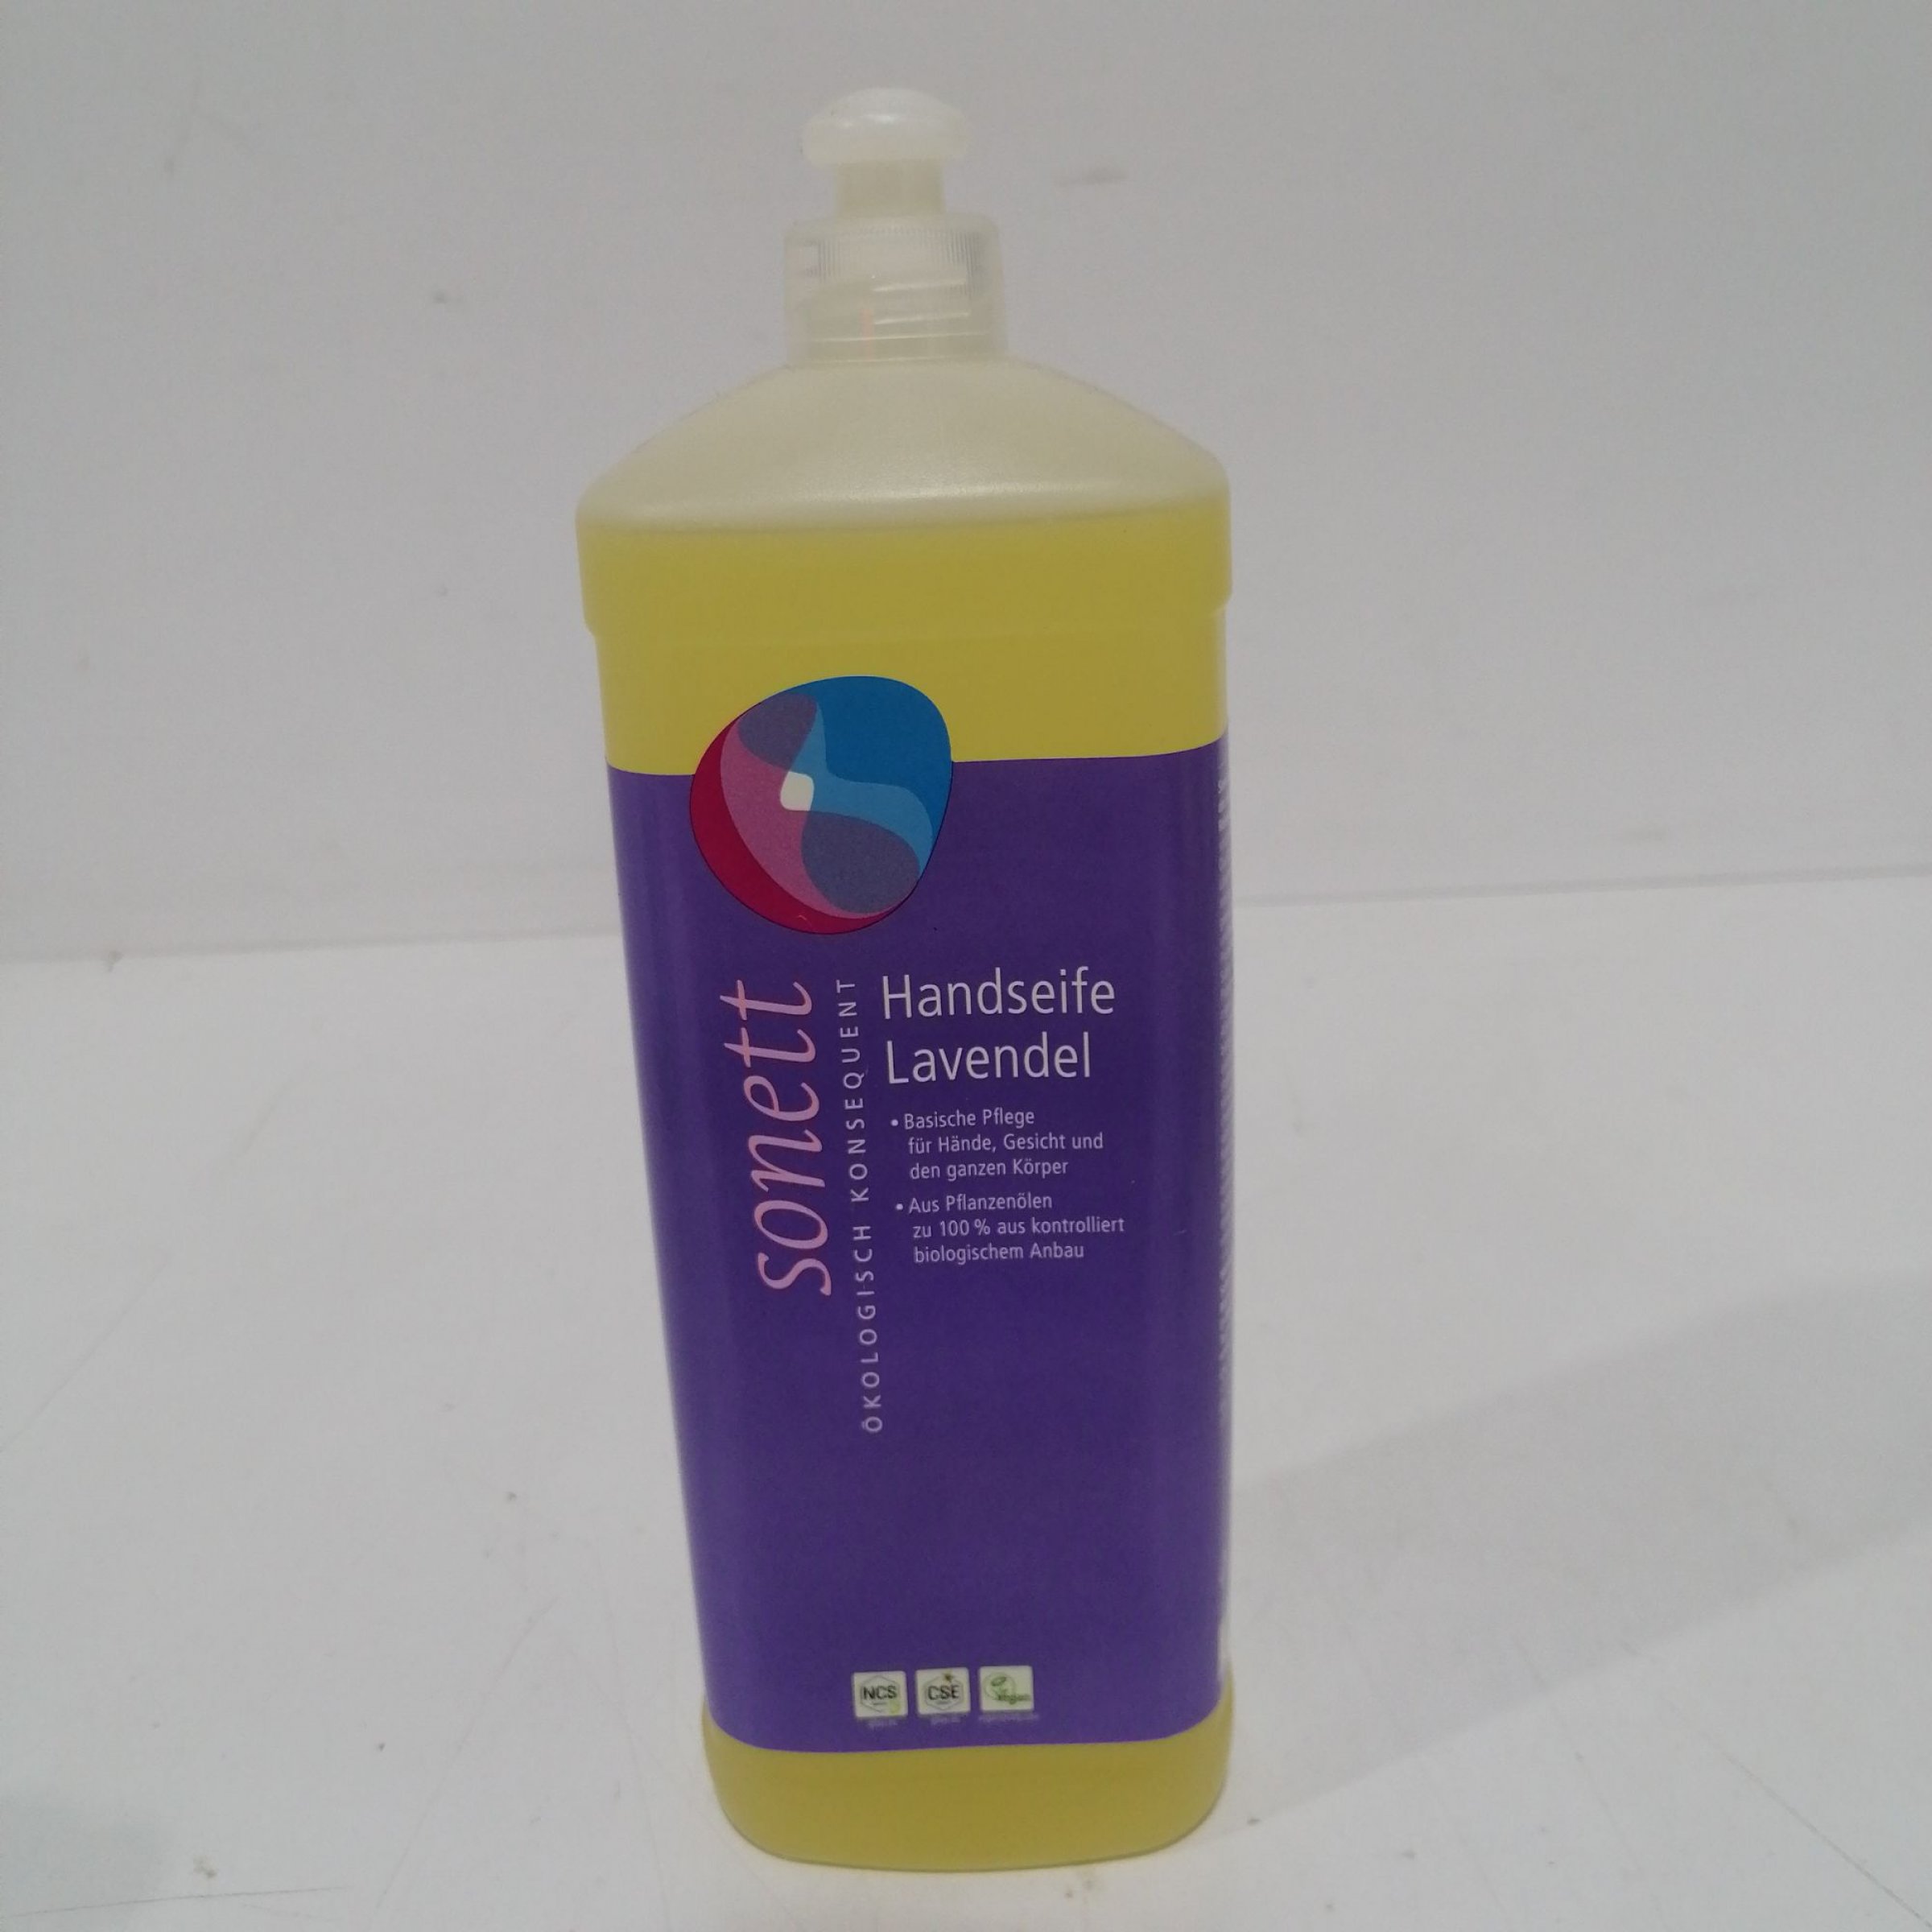 sonett
ÖKOLOGISCH KONSEQUENT
Handseife
Lavendel
• Basische Pflege
für Hände, Gesicht und
den ganzen Körper
• Aus Pflanzenölen
zu 100 % aus kontrolliert
biologischem Anbau
NCS
CSE